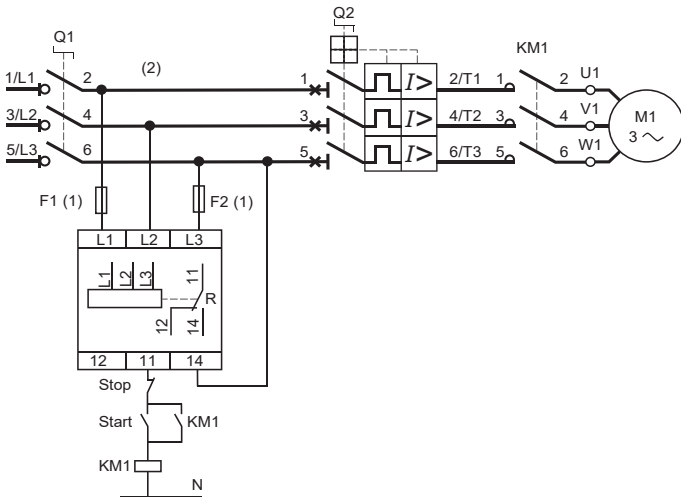 Q1
Q2
KM1
(2)
1/L1 2 1 I> 2/T1 1 2 U1
3/L2 4 3 I> 4/T2 3 4 V1
5/L3 6 5 I> 6/T3 5 6 W1
M1
3 ~
F1 (1)
F2 (1)
L1 L2 L3
L1 L2 L3 11
R
12 14
12 11 14
Stop
Start KM1
KM1
N